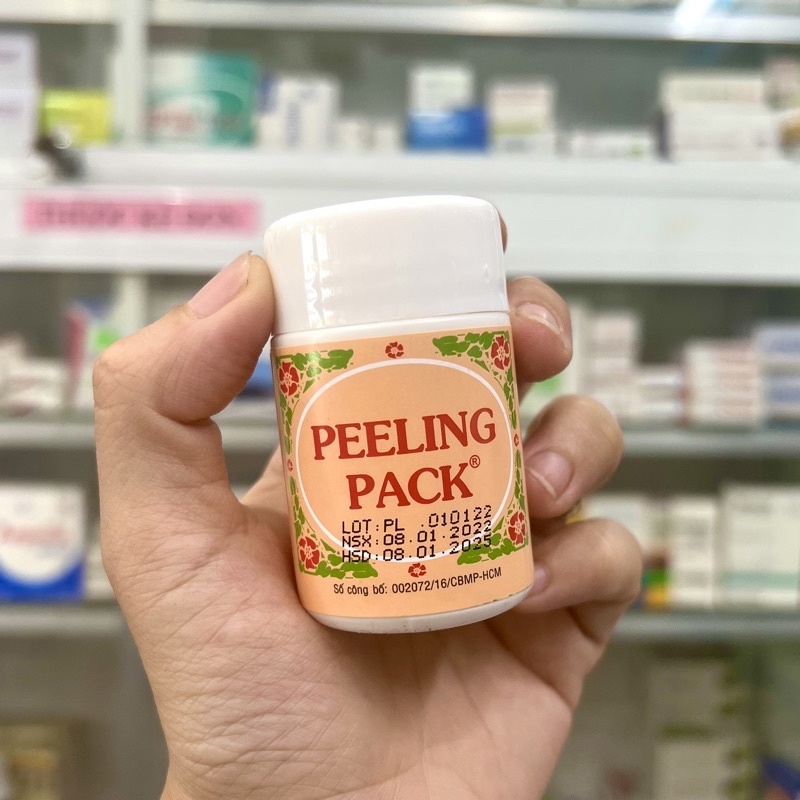 PEELING
PACK®
LOT:PL .010122
NSX:08.01.2022
HSD:08.01.2025
Số công bố: 002072/16/CBMP-HCM